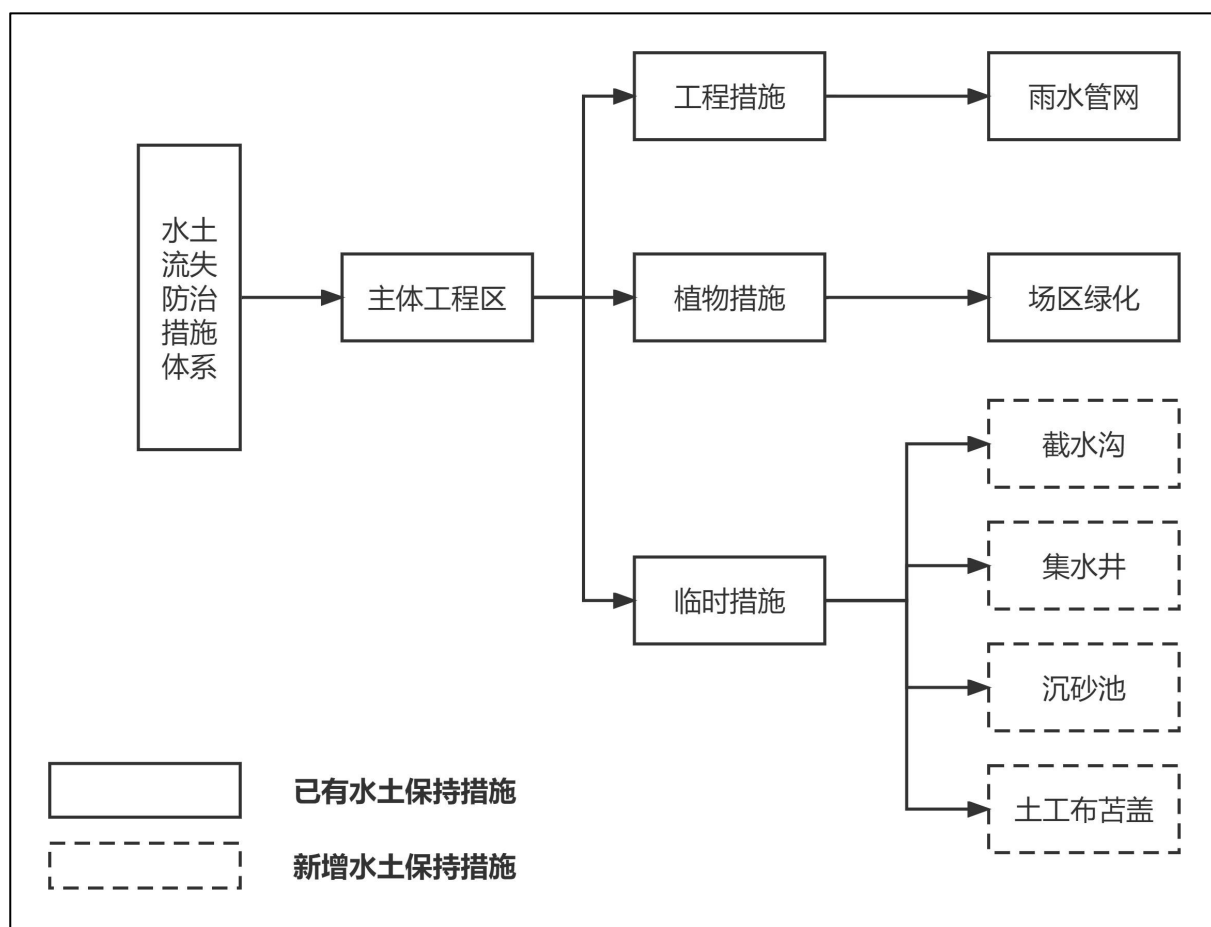 工程措施
雨水管网
水土
流失
防治
措施
体系
主体工程区
植物措施
场区绿化
截水沟
集水井
临时措施
沉砂池
土工布苫盖
已有水土保持措施
新增水土保持措施